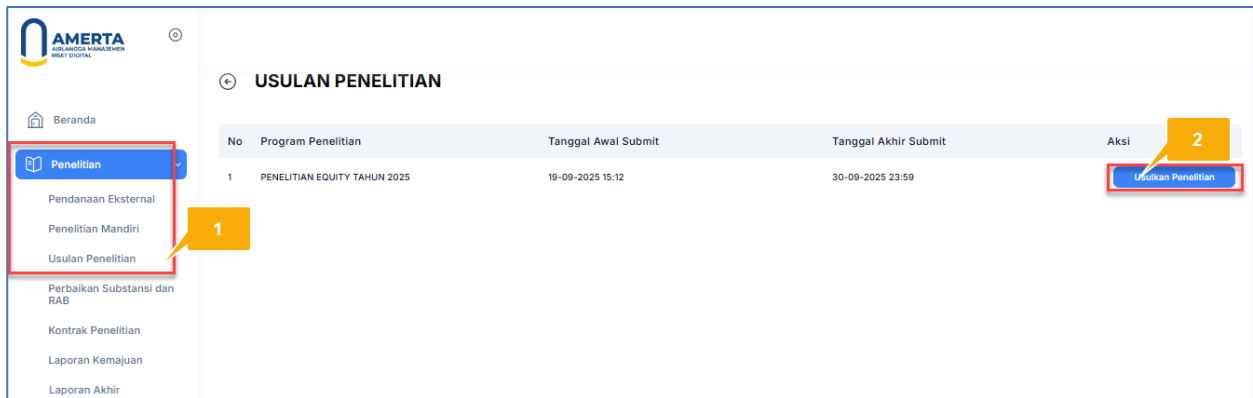 AMERTA
AIRLANGGA MANAJEMEN
RISET DIGITAL
USULAN PENELITIAN
Beranda
No Program Penelitian Tanggal Awal Submit Tanggal Akhir Submit Aksi
2
Penelitian
1 PENELITIAN EQUITY TAHUN 2025 19-09-2025 15:12 30-09-2025 23:59 Usulkan Penelitian
Pendanaan Eksternal
Penelitian Mandiri
1
Usulan Penelitian
Perbaikan Substansi dan
RAB
Kontrak Penelitian
Laporan Kemajuan
Laporan Akhir